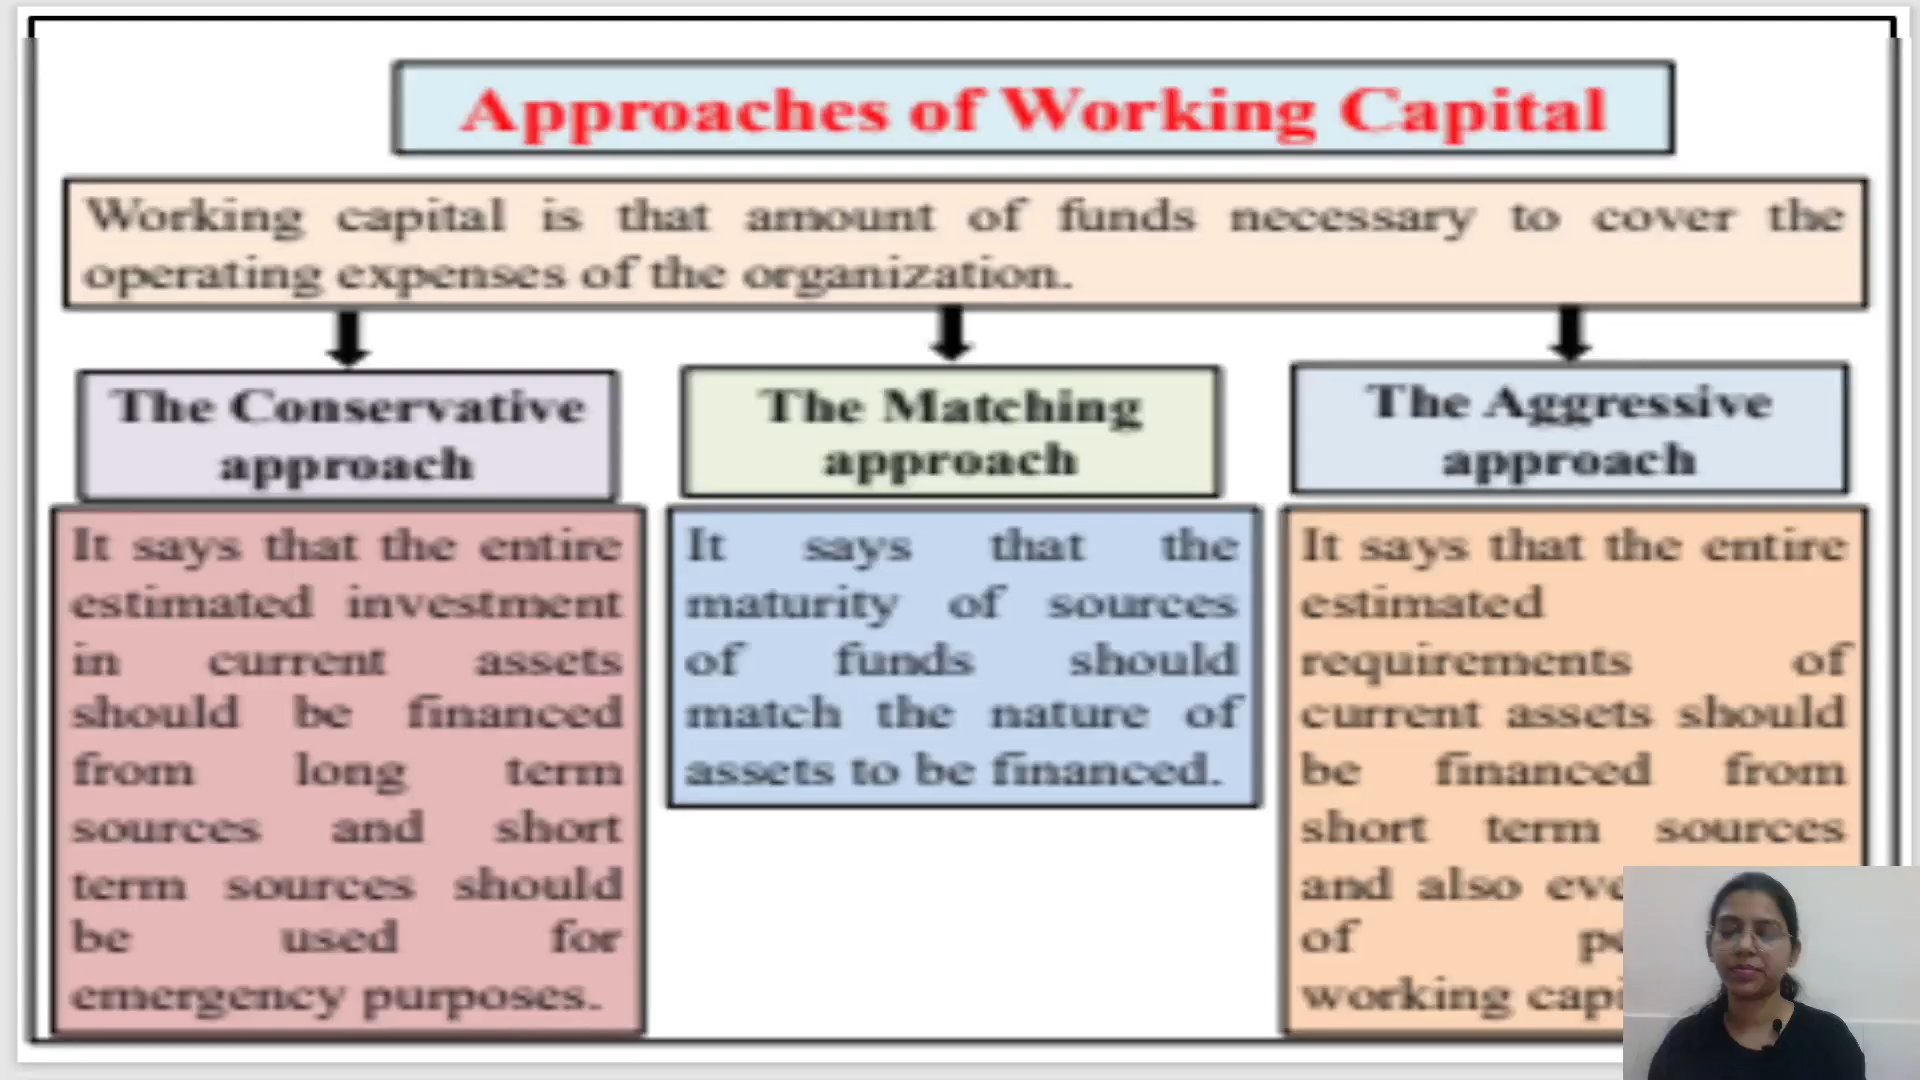 Approaches of Working Capital
Working capital is that amount of funds necessary to cover the
operating expenses of the organization.
The Conservative
approach
It says that the entire
estimated investment
in current assets
should be financed
from long term
sources and short
term sources should
be used for
emergency purposes.
The Matching
approach
It says that the
maturity of sources
of funds should
match the nature of
assets to be financed.
The Aggressive
approach
It says that the entire
estimated
requirements of
current assets should
be financed from
short term sources
and also
of
working